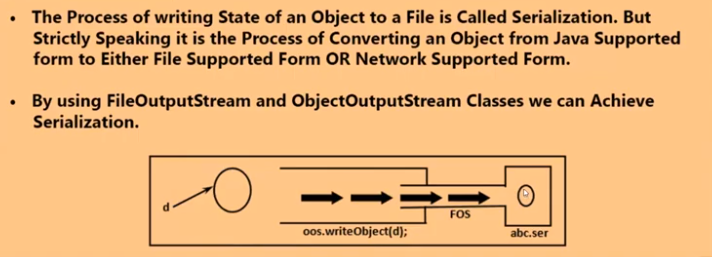 • The Process of writing State of an Object to a File is Called Serialization. But
Strictly Speaking it is the Process of Converting an Object from Java Supported
form to Either File Supported Form OR Network Supported Form.
• By using FileOutputStream and ObjectOutputStream Classes we can Achieve
Serialization.
d
FOS
oos.writeObject(d);
abc.ser